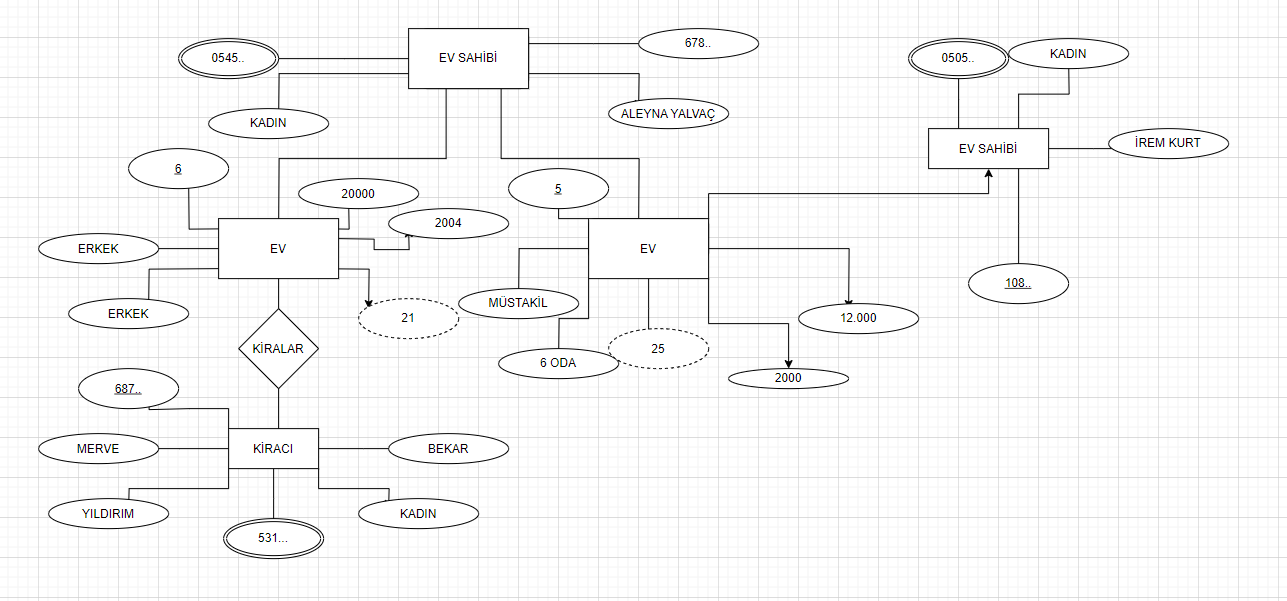 0545..
EV SAHİBİ
678..
0505..
KADIN
KADIN
ALEYNA YALVAÇ
EV SAHİBİ
İREM KURT
6
20000
5
2004
ERKEK
EV
EV
108..
ERKEK
21
MÜSTAKİL
12.000
KİRALAR
6 ODA
25
2000
687..
MERVE
KİRACI
BEKAR
YILDIRIM
KADIN
531...